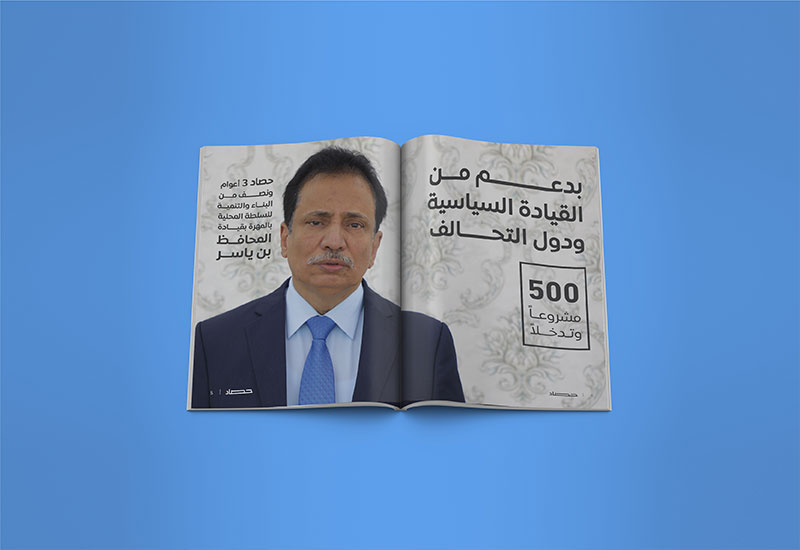 بدعم من
القيادة السياسية
ودول التحالف
500
مشروعاً
وتدخلاً
حصاد
حصاد 3 أعوام
ونصف من
البناء والتنمية
للسلطة المحلية
بالمهرة بقيادة
المحافظ
بن ياسر
حصاد